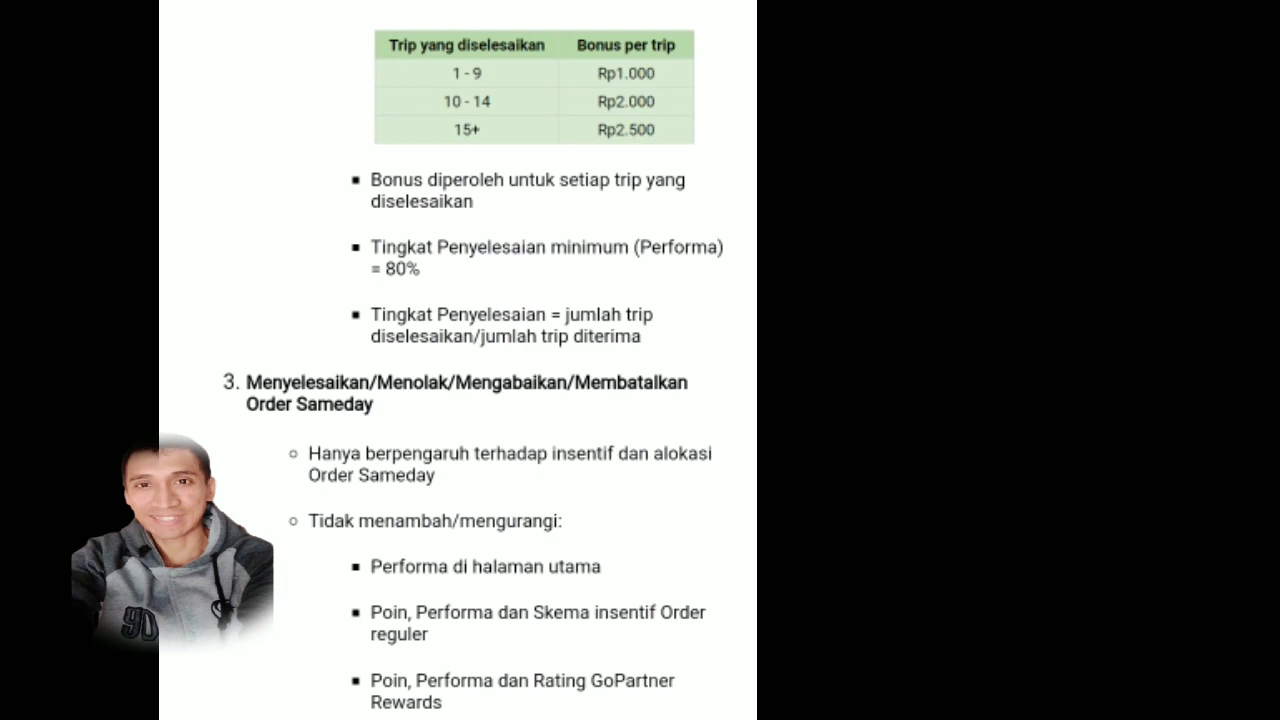 Trip yang diselesaikan Bonus per trip
1 - 9 Rp1.000
10 - 14 Rp2.000
15+ Rp2.500
▪ Bonus diperoleh untuk setiap trip yang
diselesaikan
▪ Tingkat Penyelesaian minimum (Performa)
= 80%
▪ Tingkat Penyelesaian = jumlah trip
diselesaikan/jumlah trip diterima
3. Menyelesaikan/Menolak/Mengabaikan/Membatalkan
Order Sameday
○ Hanya berpengaruh terhadap insentif dan alokasi
Order Sameday
○ Tidak menambah/mengurangi:
▪ Performa di halaman utama
▪ Poin, Performa dan Skema insentif Order
reguler
▪ Poin, Performa dan Rating GoPartner
Rewards